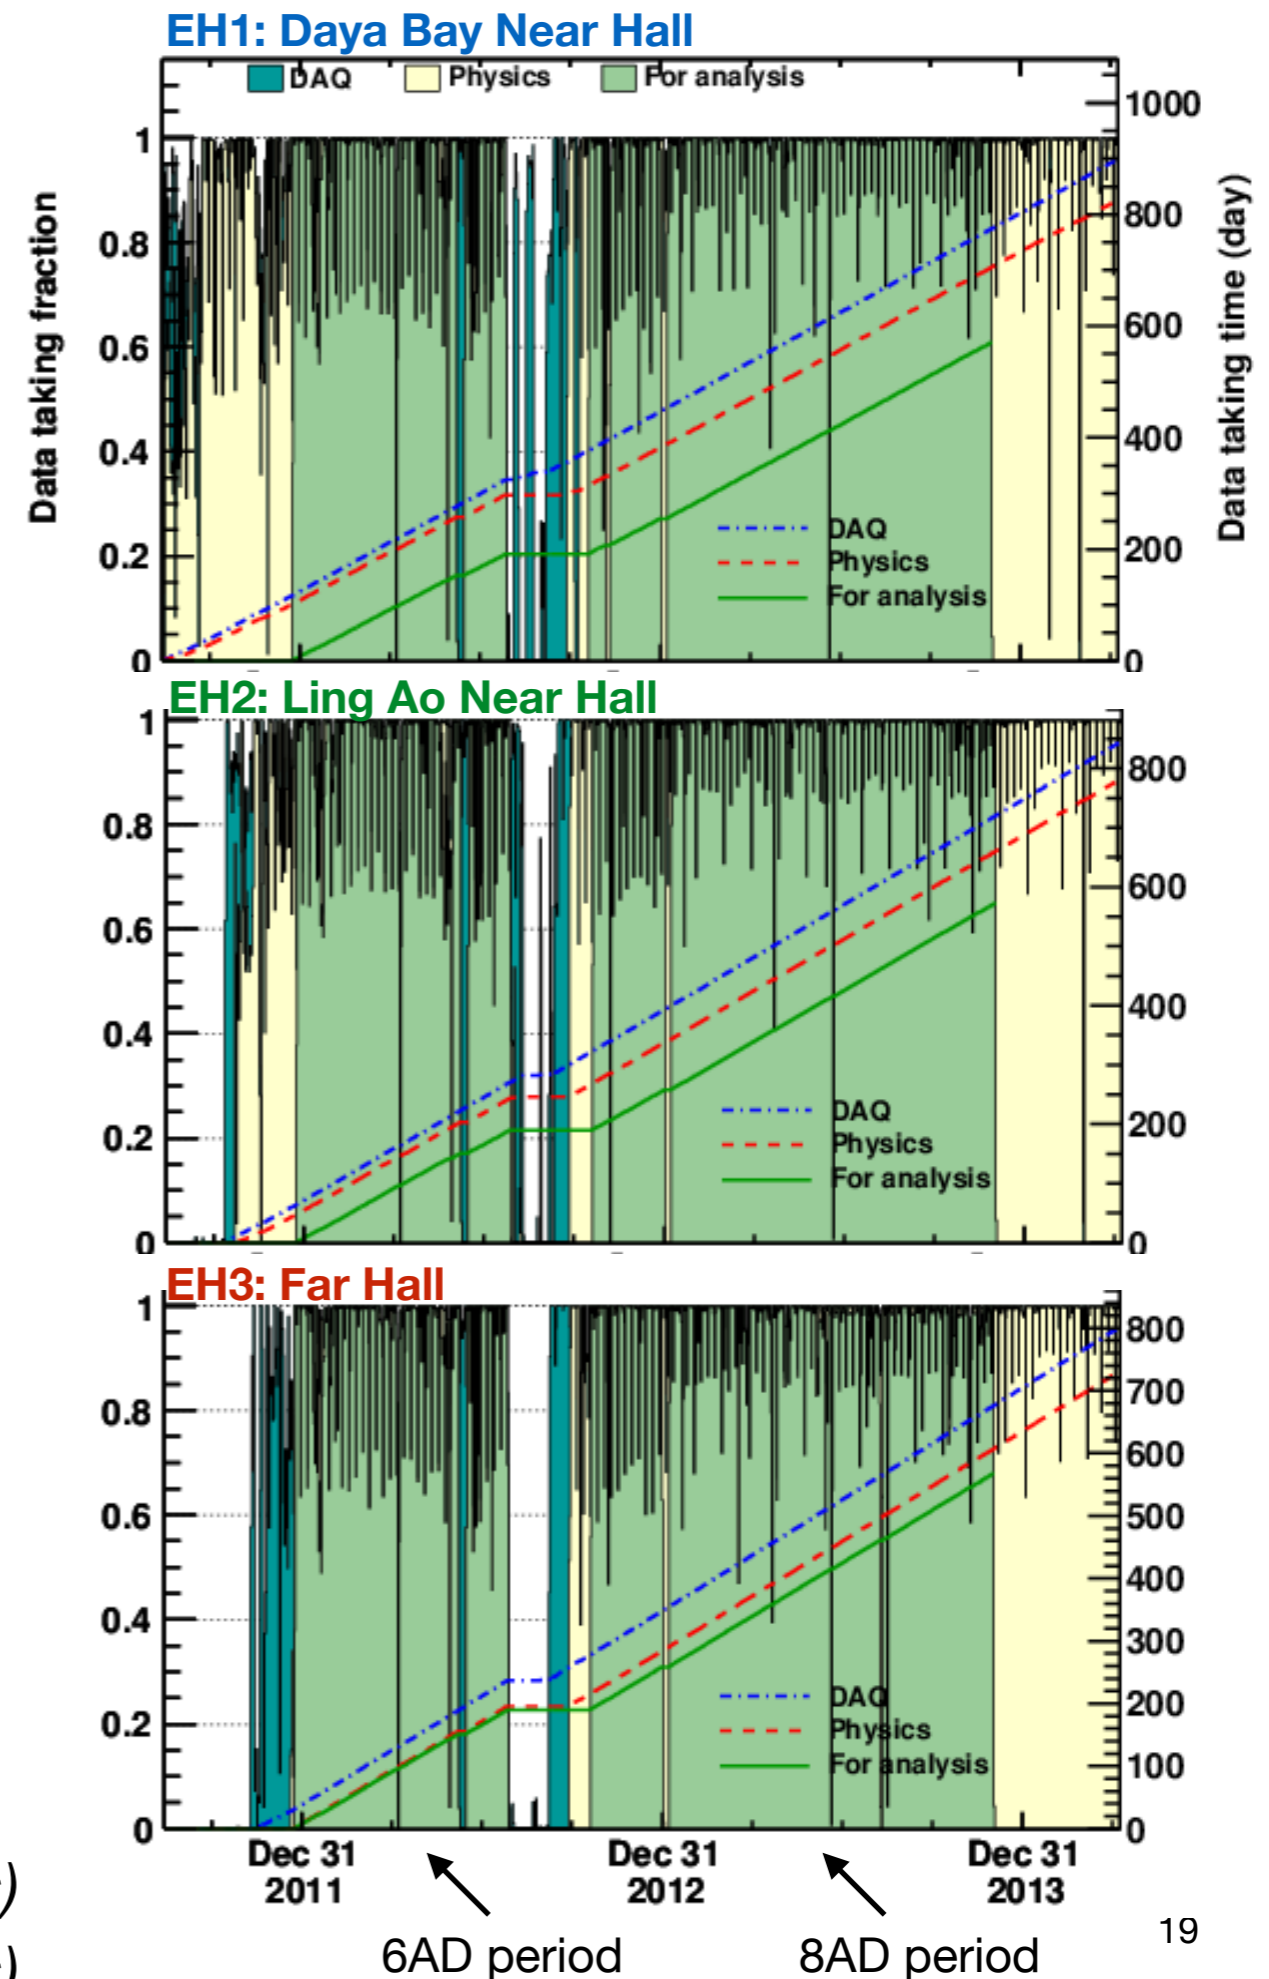 EH1: Daya Bay Near Hall
DAQ Physics For analysis
1
0.8
0.6
0.4
0.2
0
Data taking fraction
1000
800
600
400
200
0
Data taking time (day)
DAQ
Physics
For analysis
EH2: Ling Ao Near Hall
1
0.8
0.6
0.4
0.2
0
800
600
400
200
0
DAQ
Physics
For analysis
EH3: Far Hall
1
0.8
0.6
0.4
0.2
0
800
700
600
500
400
300
200
100
0
DAQ
Physics
For analysis
Dec 31 Dec 31 Dec 31
2011 2012 2013
6AD period 8AD period
19